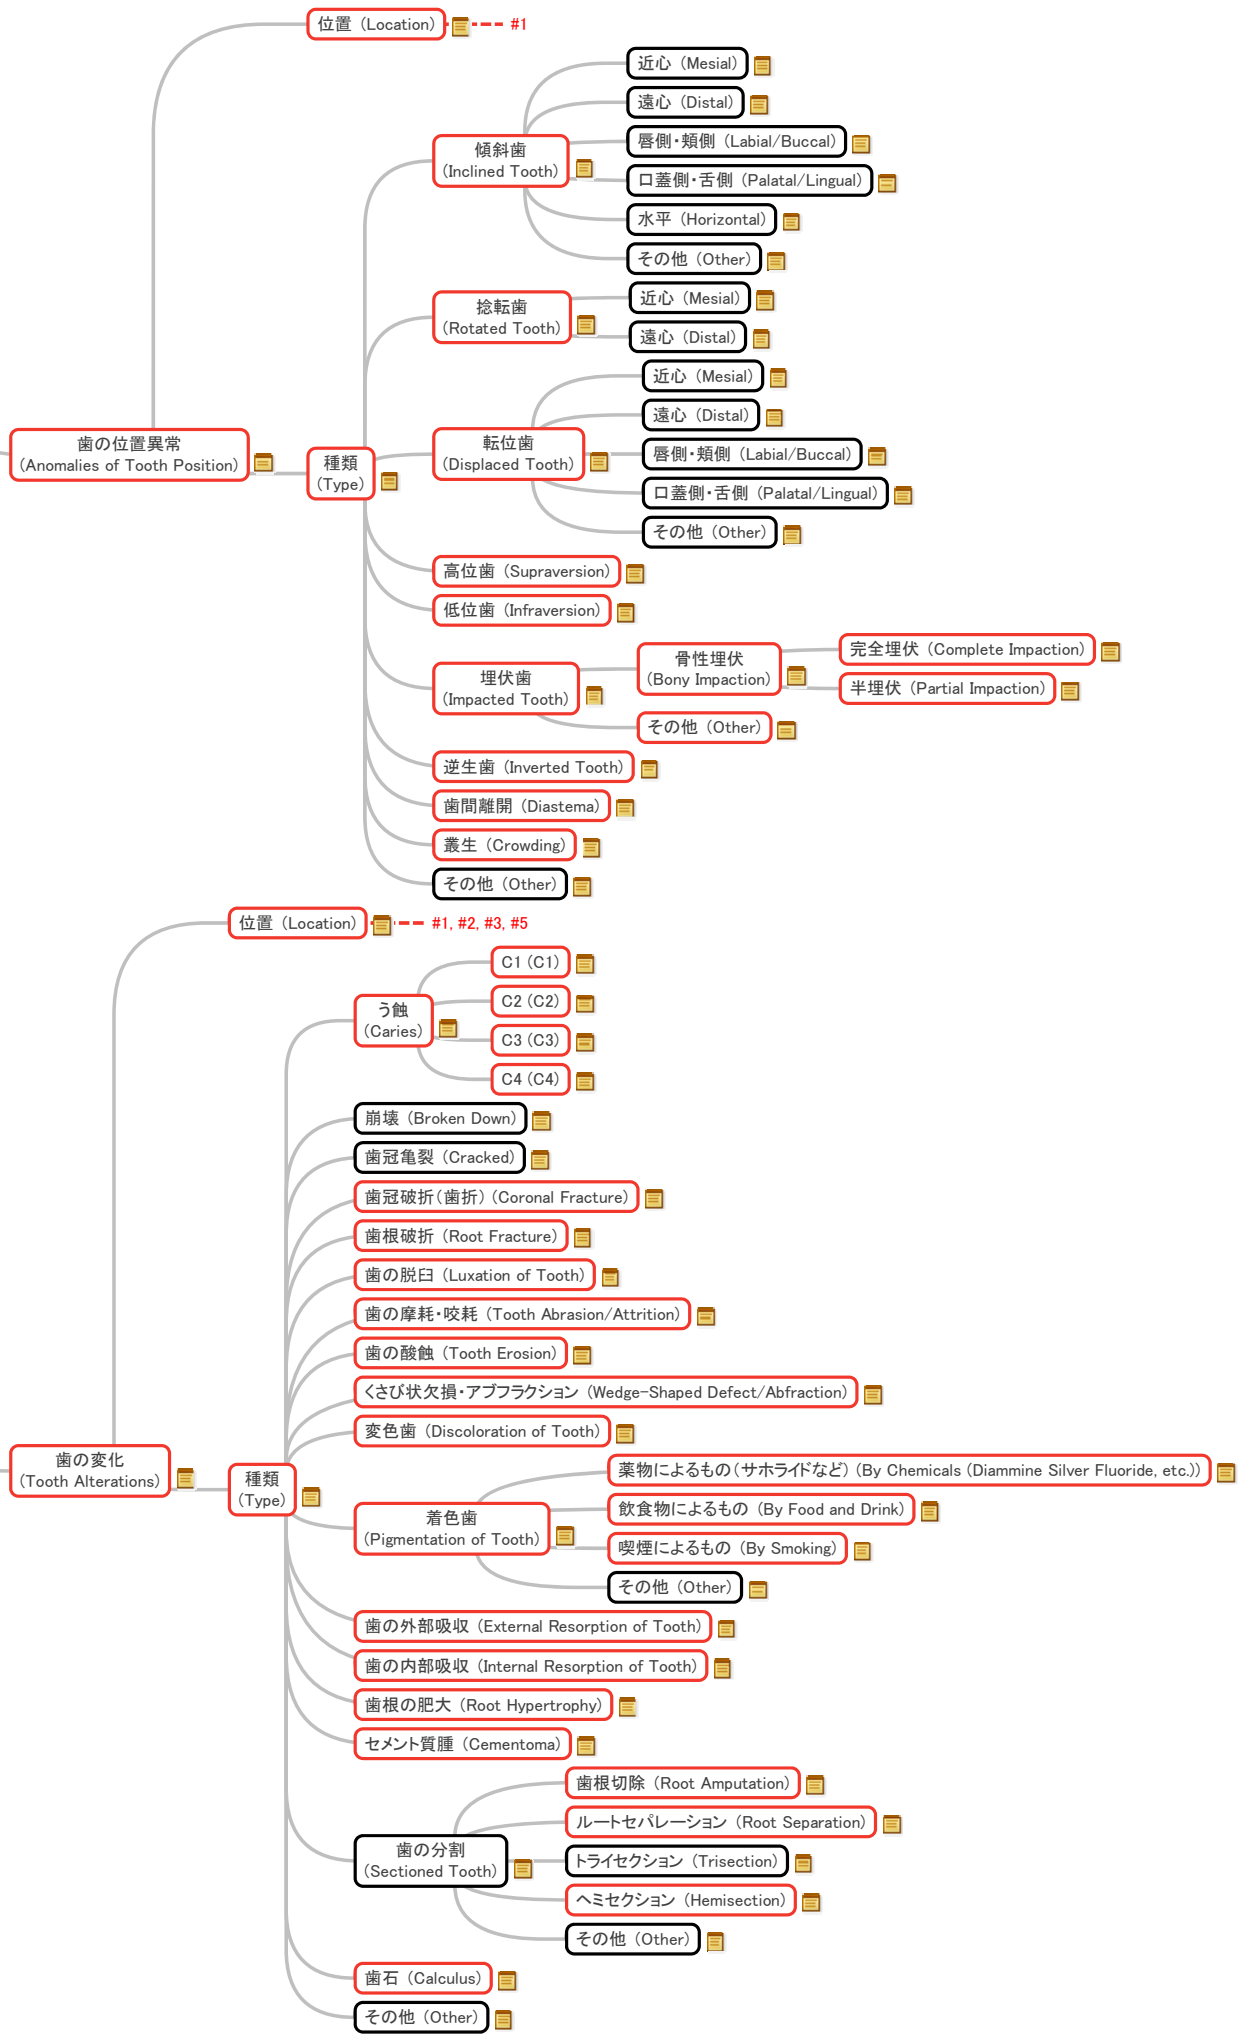 位置 (Location)
#1
近心 (Mesial)
遠心 (Distal)
唇側・頬側 (Labial/Buccal)
傾斜歯
(Inclined Tooth)
口蓋側・舌側 (Palatal/Lingual)
水平 (Horizontal)
その他 (Other)
捻転歯
(Rotated Tooth)
近心 (Mesial)
遠心 (Distal)
歯の位置異常
(Anomalies of Tooth Position)
種類
(Type)
転位歯
(Displaced Tooth)
近心 (Mesial)
遠心 (Distal)
唇側・頬側 (Labial/Buccal)
口蓋側・舌側 (Palatal/Lingual)
その他 (Other)
高位歯 (Supraversion)
低位歯 (Infraversion)
埋伏歯
(Impacted Tooth)
骨性埋伏
(Bony Impaction)
完全埋伏 (Complete Impaction)
半埋伏 (Partial Impaction)
その他 (Other)
逆生歯 (Inverted Tooth)
歯間離開 (Diastema)
叢生 (Crowding)
その他 (Other)
位置 (Location)
#1, #2, #3, #5
う蝕
(Caries)
C1 (C1)
C2 (C2)
C3 (C3)
C4 (C4)
崩壊 (Broken Down)
歯冠亀裂 (Cracked)
歯冠破折(歯折) (Coronal Fracture)
歯根破折 (Root Fracture)
歯の脱臼 (Luxation of Tooth)
歯の摩耗・咬耗 (Tooth Abrasion/Attrition)
歯の酸蝕 (Tooth Erosion)
くさび状欠損・アブフラクション (Wedge-Shaped Defect/Abfraction)
変色歯 (Discoloration of Tooth)
歯の変化
(Tooth Alterations)
種類
(Type)
着色歯
(Pigmentation of Tooth)
薬物によるもの(サホライドなど) (By Chemicals (Diammine Silver Fluoride, etc.))
飲食物によるもの (By Food and Drink)
喫煙によるもの (By Smoking)
その他 (Other)
歯の外部吸収 (External Resorption of Tooth)
歯の内部吸収 (Internal Resorption of Tooth)
歯根の肥大 (Root Hypertrophy)
セメント質腫 (Cementoma)
歯の分割
(Sectioned Tooth)
歯根切除 (Root Amputation)
ルートセパレーション (Root Separation)
トライセクション (Trisection)
ヘミセクション (Hemisection)
その他 (Other)
歯石 (Calculus)
その他 (Other)